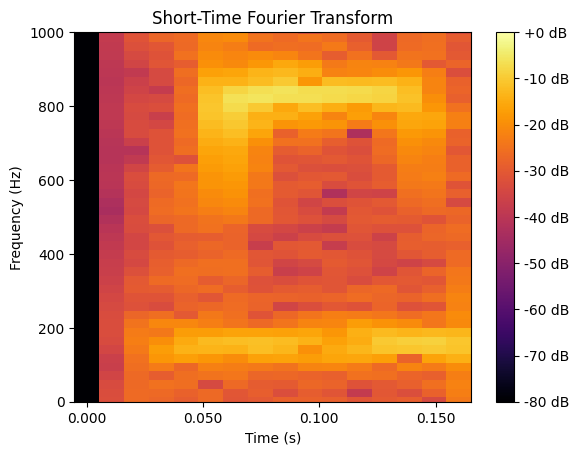 Short-Time Fourier Transform
1000
800
600
400
200
0
Frequency (Hz)
0.000
0.050
0.100
0.150
Time (s)
+0 dB
-10 dB
-20 dB
-30 dB
-40 dB
-50 dB
-60 dB
-70 dB
-80 dB